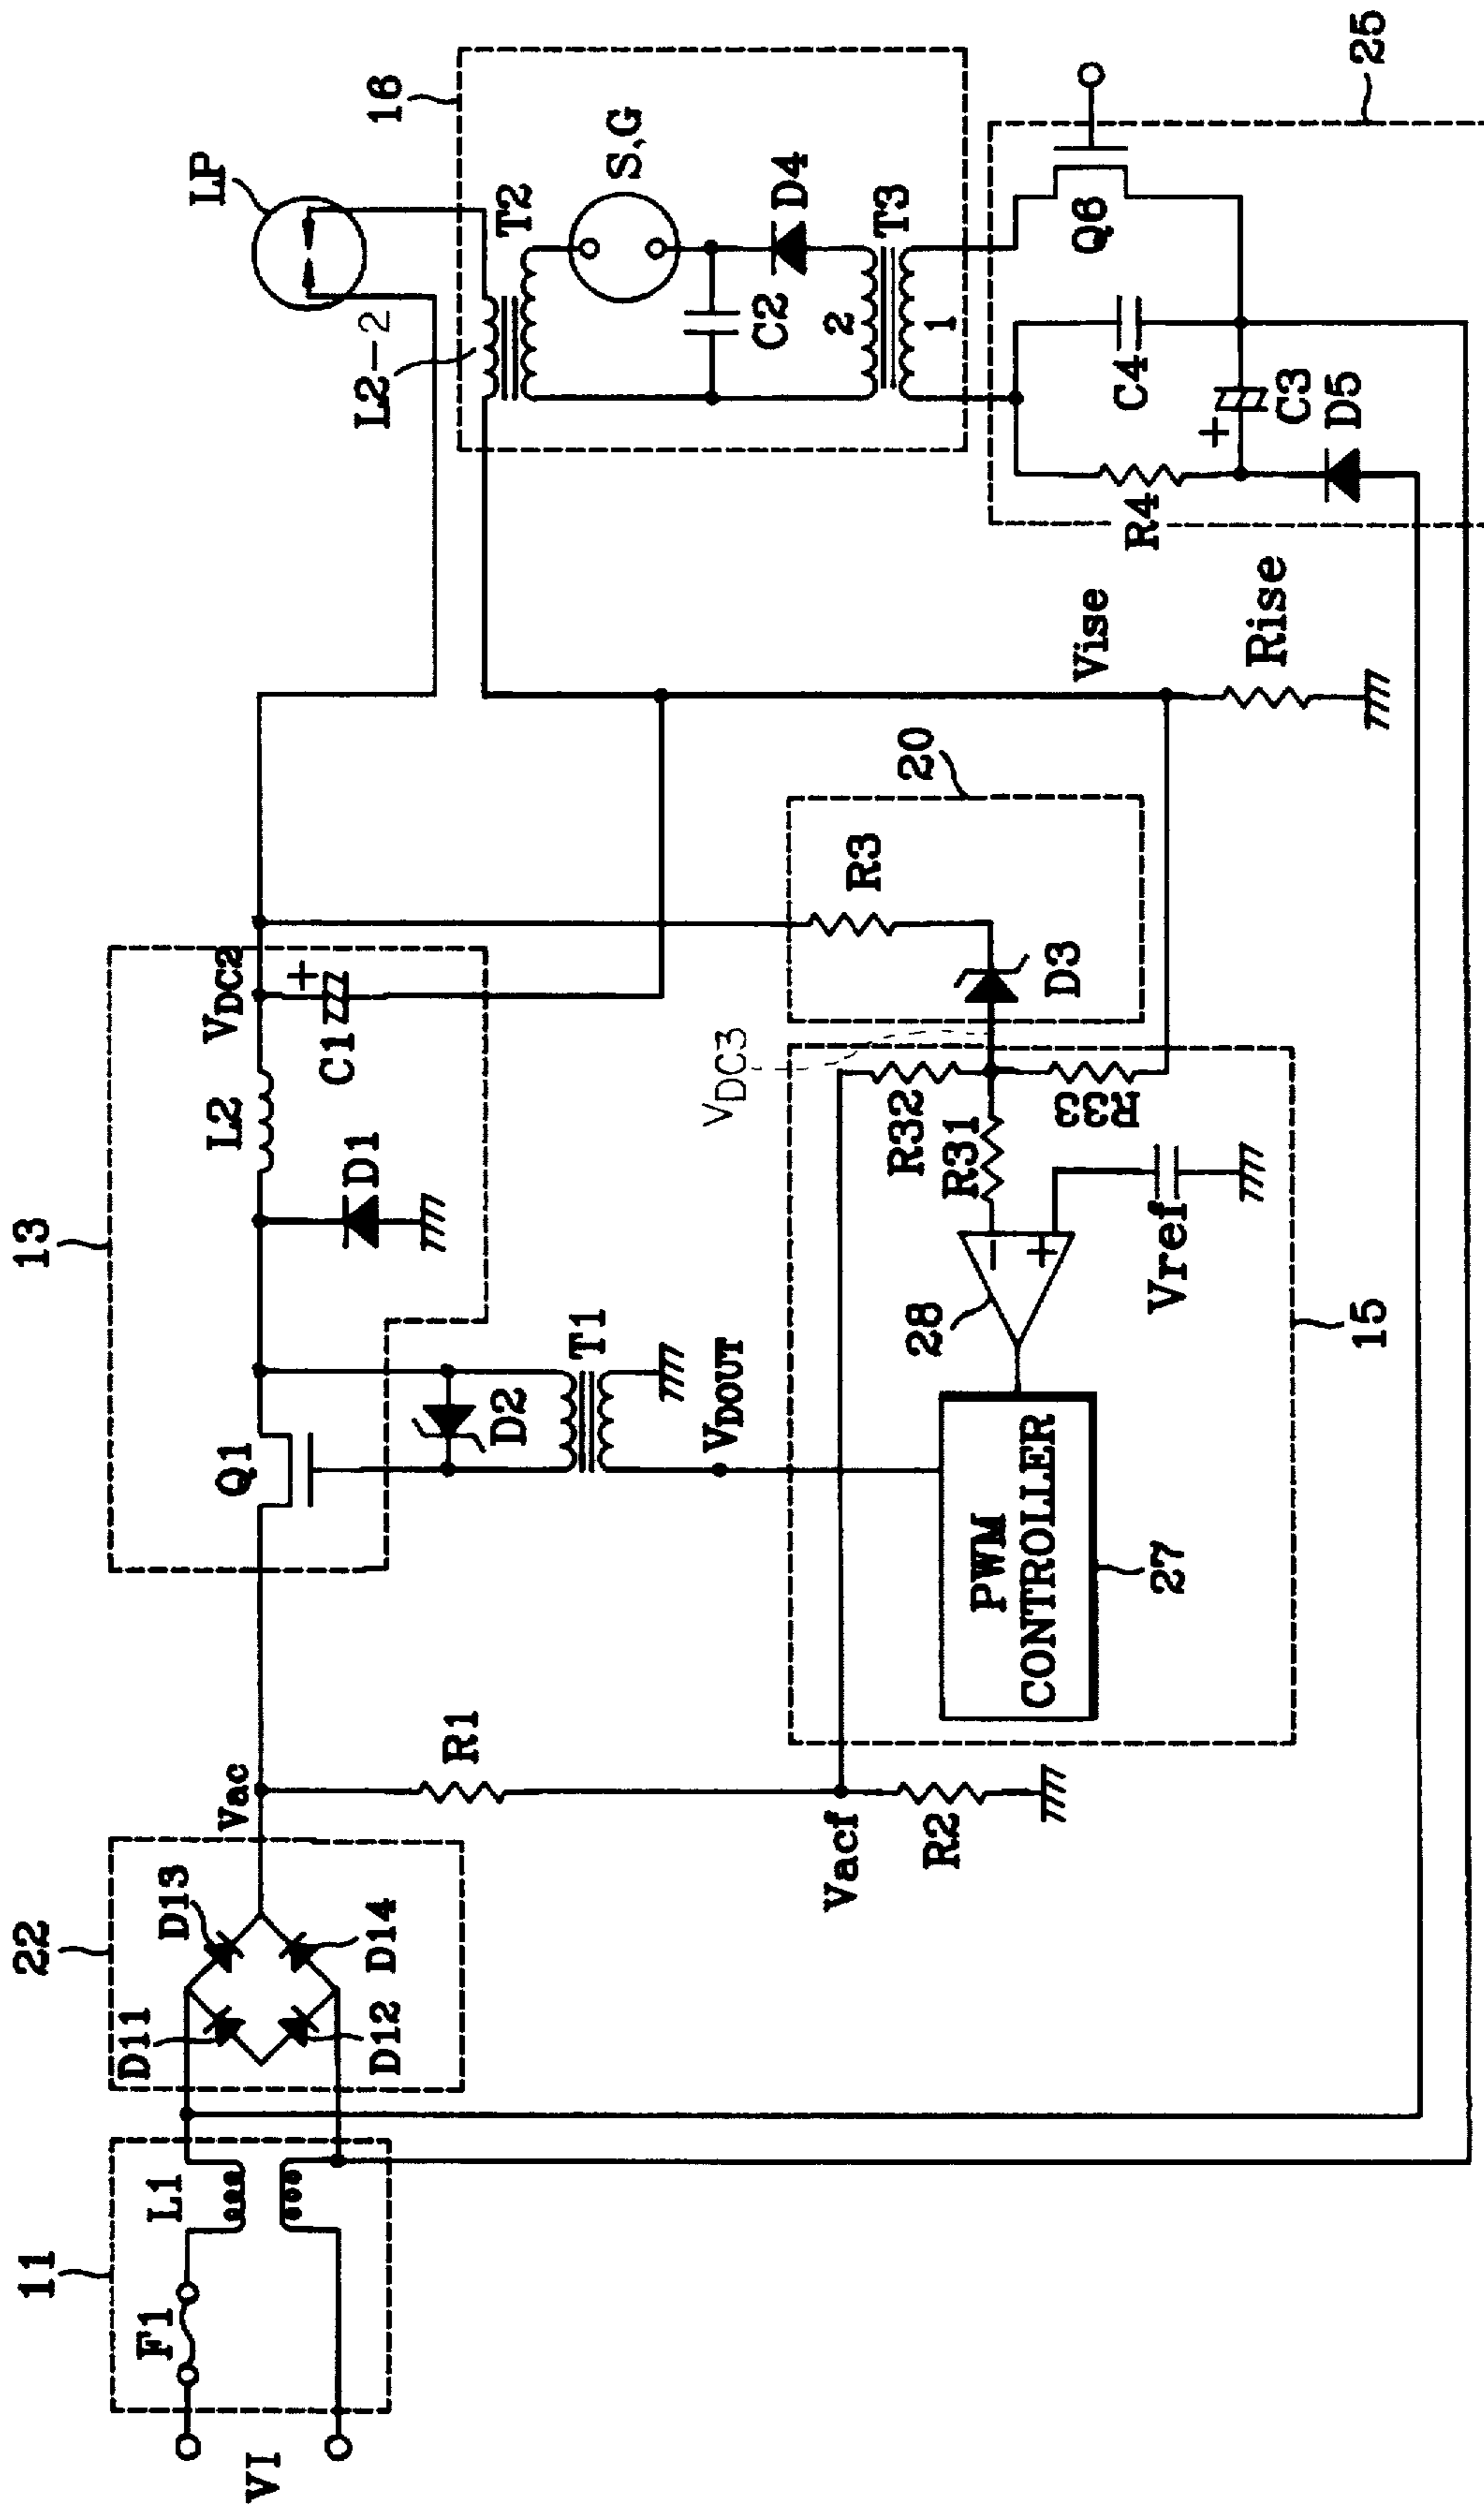 11
F1
L1
VI
22
D11
D13
D12
D14
Vac
R1
Vacf
R2
13
Q1
D2
T1
VDOUT
L2
D1
VDC2
+
C1
PWM
CONTROLLER
27
28
−
+
Vref
15
R31
R32
R33
VDC3
20
R3
D3
Vise
Rise
LP
L2-2
16
T2
S,G
C2
D4
2
T3
1
25
Q6
C4
R4
+
C3
D5